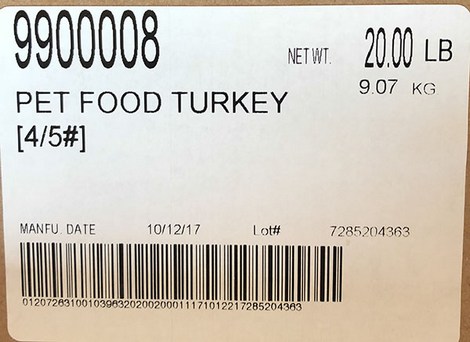 9900008 NET WT. 20.00 LB
9.07 KG
PET FOOD TURKEY
[4/5#]
MANFU. DATE 10/12/17 Lot# 7285204363
0120726310010396320200200011171012217285204363